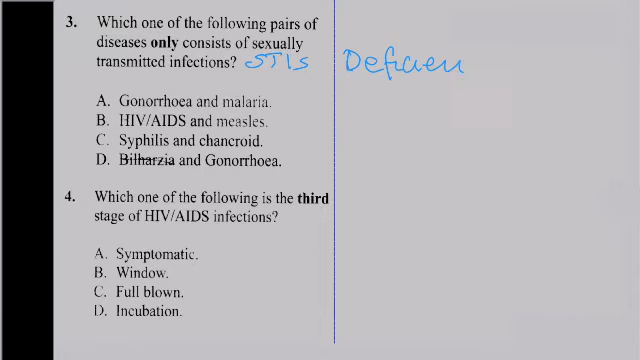 3. Which one of the following pairs of
diseases only consists of sexually
transmitted infections? STIs
Deficien
A. Gonorrhoea and malaria.
B. HIV/AIDS and measles.
C. Syphilis and chancroid.
D. Bilharzia and Gonorrhoea.
4. Which one of the following is the third
stage of HIV/AIDS infections?
A. Symptomatic.
B. Window.
C. Full blown.
D. Incubation.